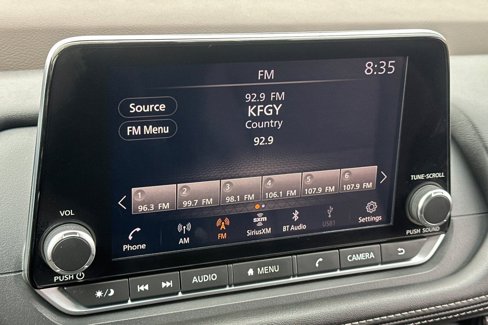 FM
8:35
Source
FM Menu
92.9 FM
KFGY
Country
92.9
1
96.3 FM
2
99.7 FM
3
98.1 FM
4
106.1 FM
5
107.9 FM
6
107.9 FM
Phone
AM
FM
sxm
SiriusXM
BT Audio
USB1
Settings
VOL
PUSH
TUNE·SCROLL
PUSH SOUND
AUDIO
MENU
CAMERA